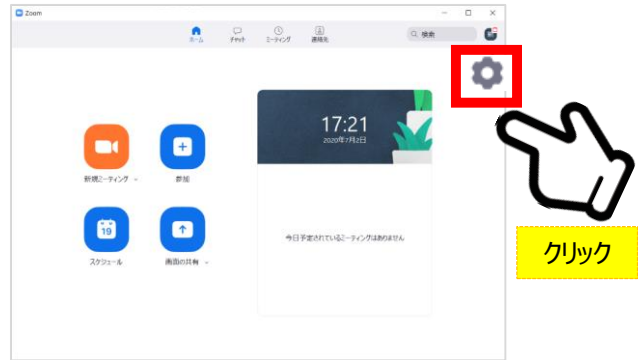 Zoom
ホーム
チャット
ミーティング
連絡先
検索
17:21
2020年7月2日
新規ミーティング
参加
19
スケジュール
画面の共有
今日予定されているミーティングはありません
クリック